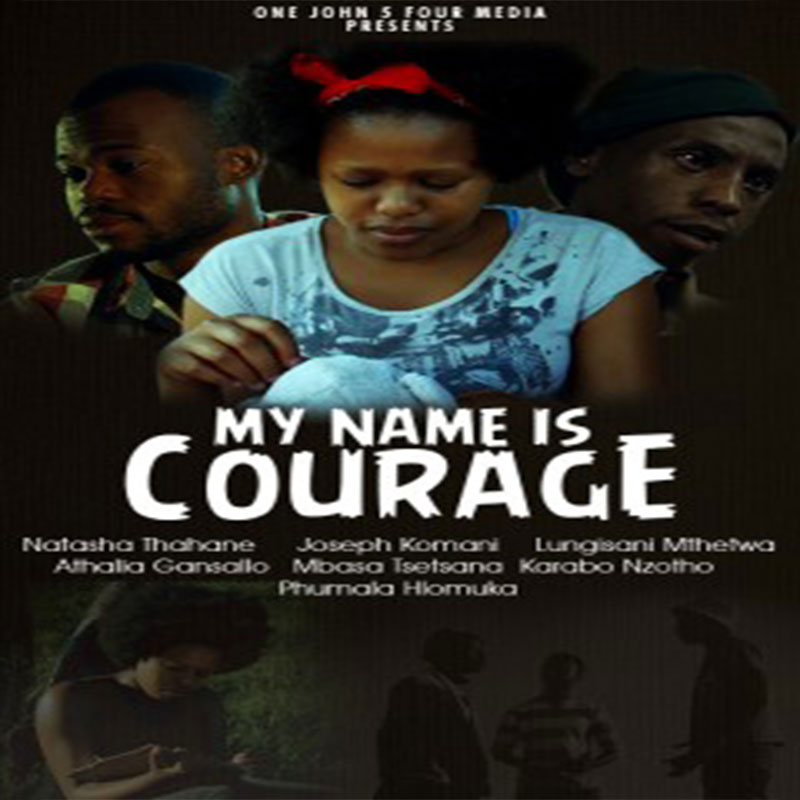 ONE JOHN 5 FOUR MEDIA
PRESENTS
MY NAME IS
COURAGE
Natasha Thahane Joseph Komani Lungisani Mthetwa
Athalia Gansallo Mbasa Tsetsana Karabo Nzotho
Phumala Hlomuka